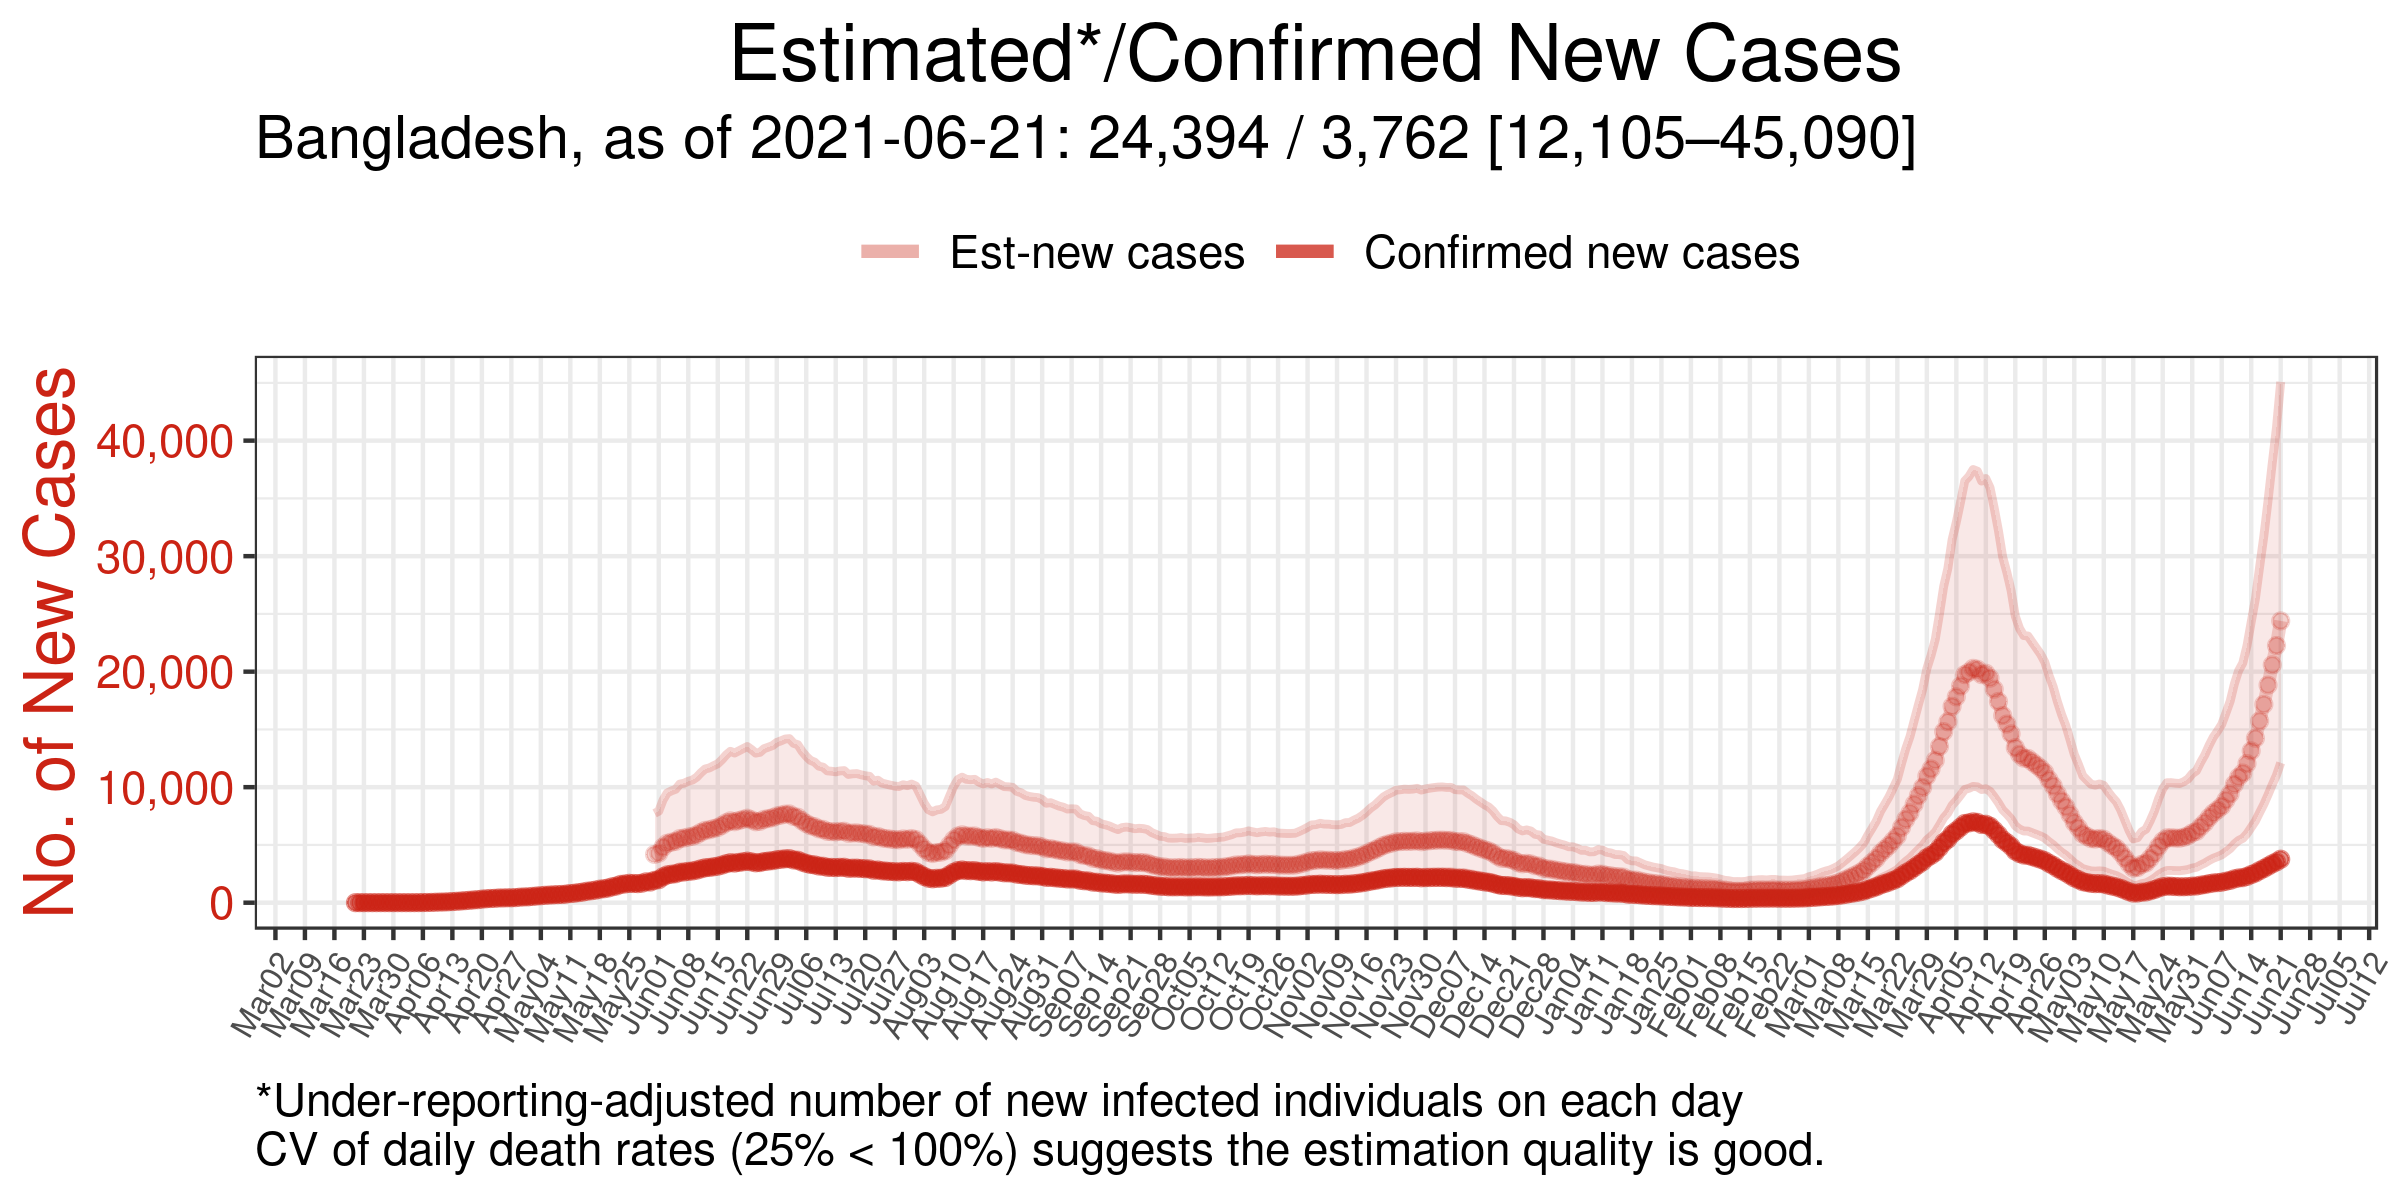 Estimated*/Confirmed New Cases
Bangladesh, as of 2021-06-21: 24,394 / 3,762 [12,105–45,090]
Est-new cases Confirmed new cases
No. of New Cases
40,000
30,000
20,000
10,000
0
Mar02 Mar09 Mar16 Mar23 Mar30 Apr06 Apr13 Apr20 Apr27 May04 May11 May18 May25 Jun01 Jun08 Jun15 Jun22 Jun29 Jul06 Jul13 Jul20 Jul27 Aug03 Aug10 Aug17 Aug24 Aug31 Sep07 Sep14 Sep21 Sep28 Oct05 Oct12 Oct19 Oct26 Nov02 Nov09 Nov16 Nov23 Nov30 Dec07 Dec14 Dec21 Dec28 Jan04 Jan11 Jan18 Jan25 Feb01 Feb08 Feb15 Feb22 Mar01 Mar08 Mar15 Mar22 Mar29 Apr05 Apr12 Apr19 Apr26 May03 May10 May17 May24 May31 Jun07 Jun14 Jun21 Jun28 Jul05 Jul12
*Under-reporting-adjusted number of new infected individuals on each day
CV of daily death rates (25% < 100%) suggests the estimation quality is good.